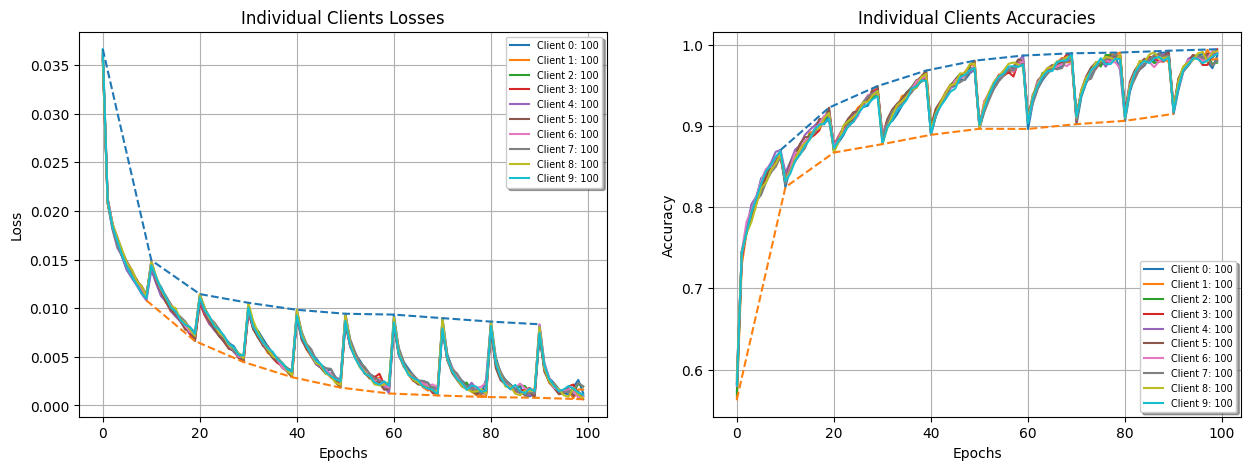 Individual Clients Losses
Loss
0.035
0.030
0.025
0.020
0.015
0.010
0.005
0.000
0
20
40
60
80
100
Epochs
Client 0: 100
Client 1: 100
Client 2: 100
Client 3: 100
Client 4: 100
Client 5: 100
Client 6: 100
Client 7: 100
Client 8: 100
Client 9: 100
Individual Clients Accuracies
Accuracy
1.0
0.9
0.8
0.7
0.6
0
20
40
60
80
100
Epochs
Client 0: 100
Client 1: 100
Client 2: 100
Client 3: 100
Client 4: 100
Client 5: 100
Client 6: 100
Client 7: 100
Client 8: 100
Client 9: 100